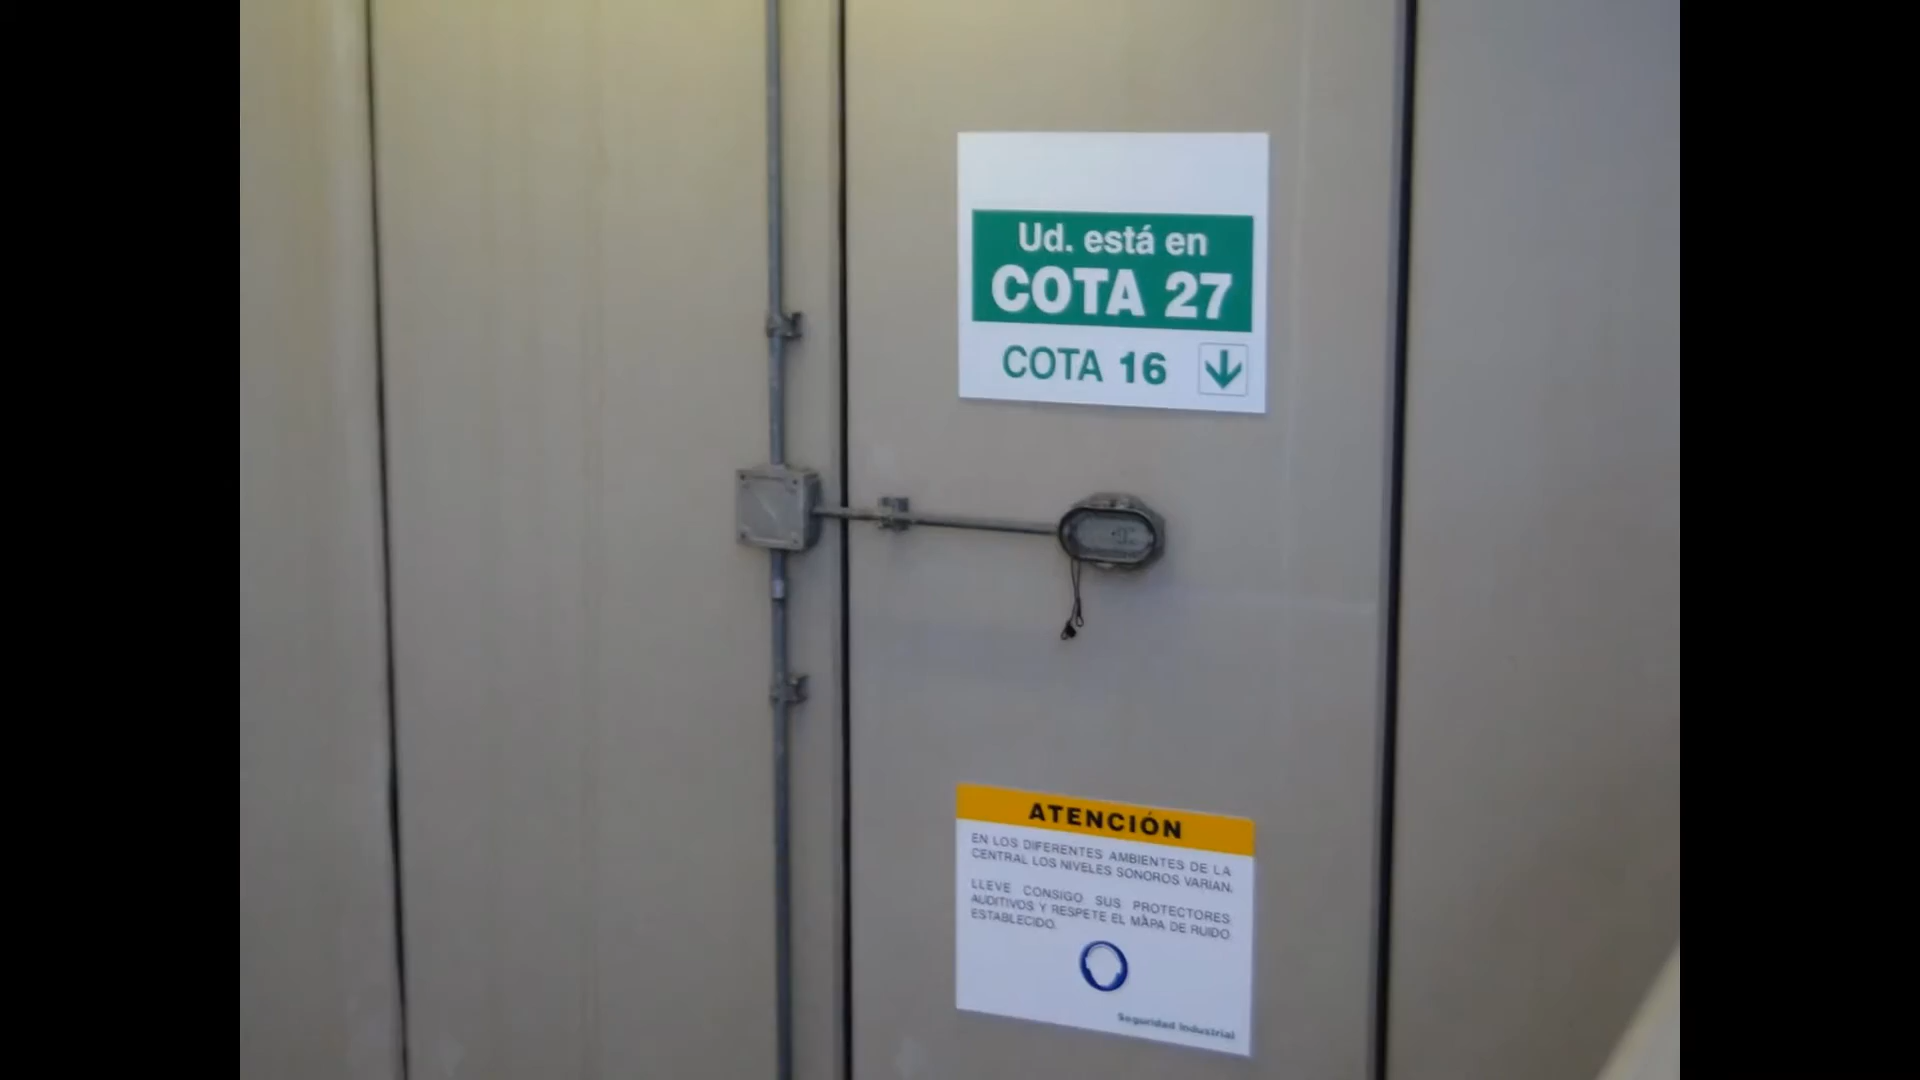 Ud. está en
COTA 27
COTA 16
ATENCIÓN
EN LOS DIFERENTES AMBIENTES DE LA
CENTRAL LOS NIVELES SONOROS VARIAN.
LLEVE CONSIGO SUS PROTECTORES
AUDITIVOS Y RESPETE EL MAPA DE RUIDO
ESTABLECIDO.
Seguridad Industrial